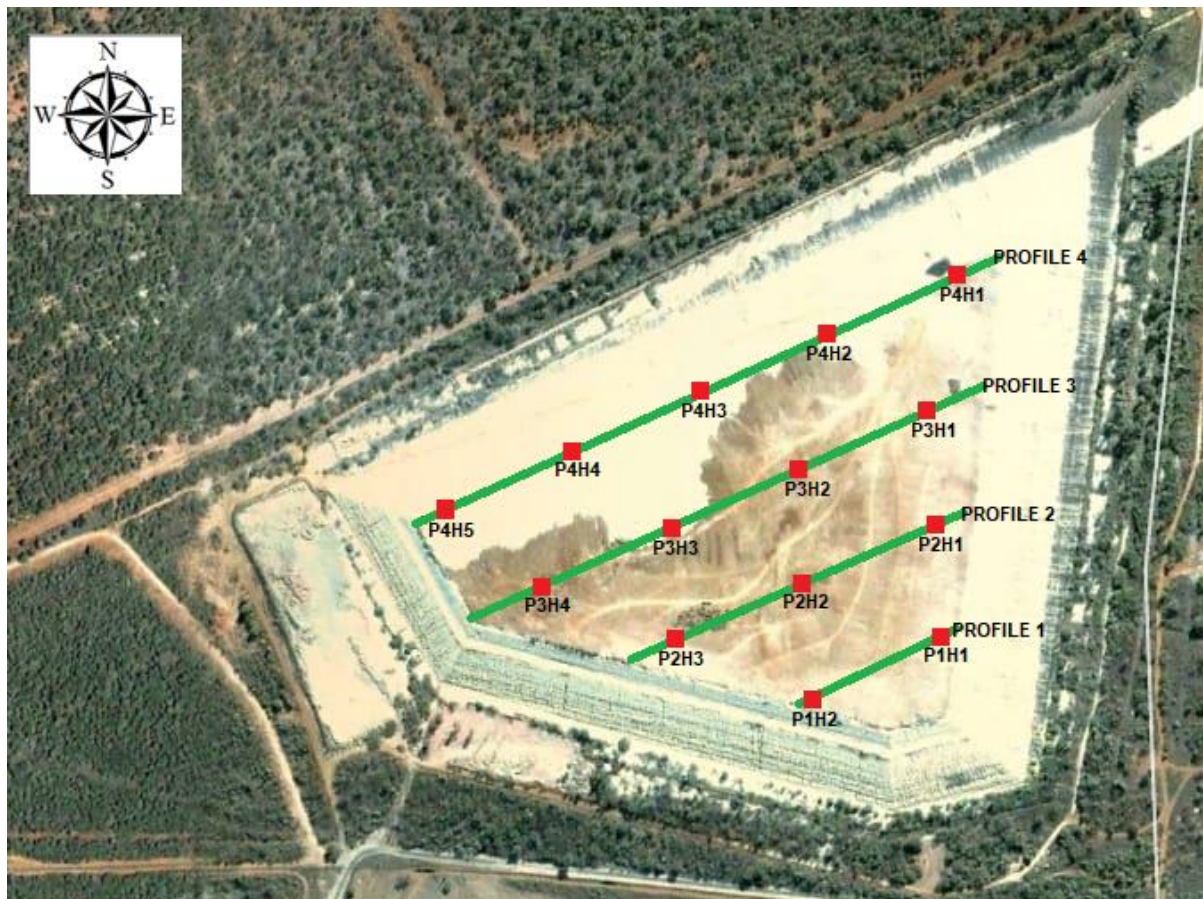 N
W E
S
PROFILE 4
P4H1
P4H2
PROFILE 3
P4H3
P3H1
P4H4
P3H2
PROFILE 2
P4H5
P3H3
P2H1
P3H4
P2H2
PROFILE 1
P2H3
P1H1
P1H2